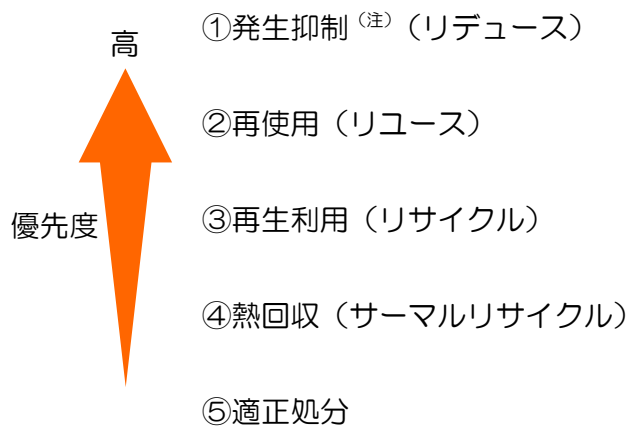 高
①発生抑制（注）（リデュース）
②再使用（リユース）
優先度
③再生利用（リサイクル）
④熱回収（サーマルリサイクル）
⑤適正処分